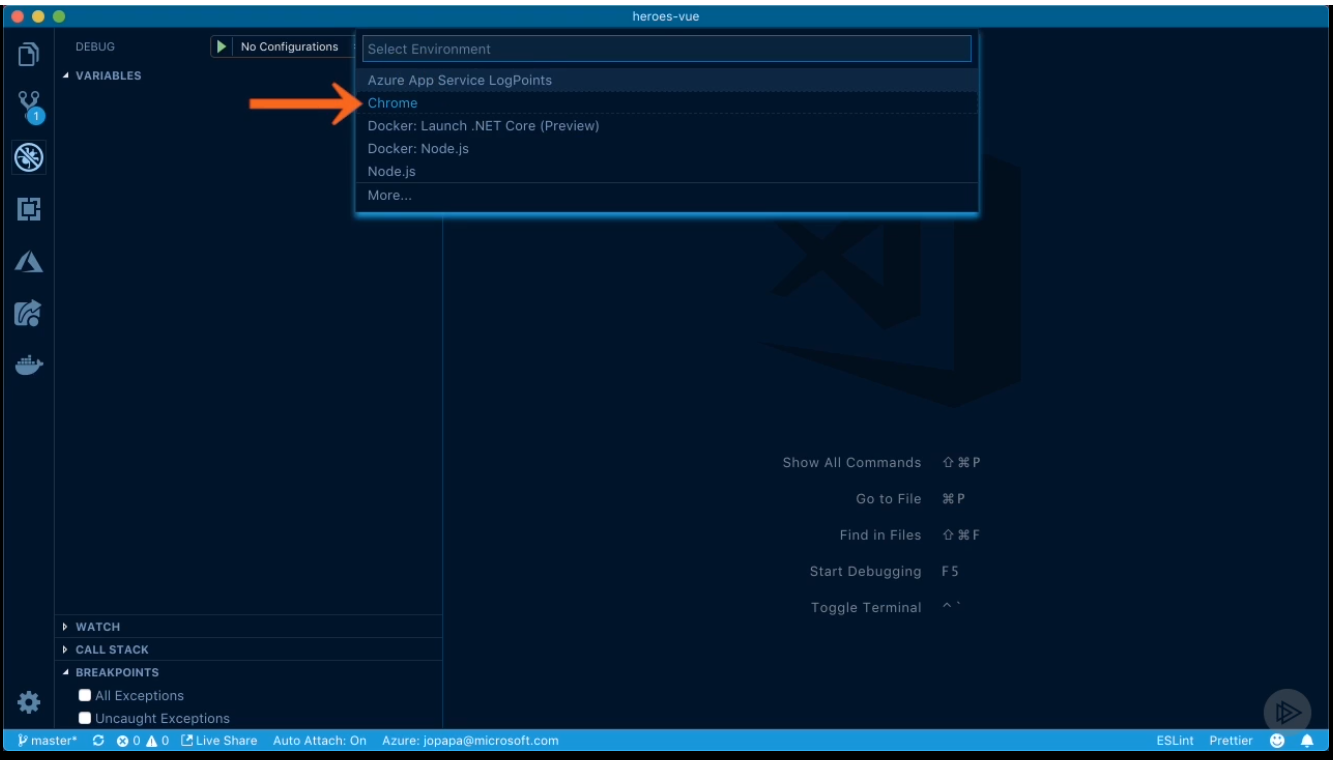 heroes-vue
DEBUG
No Configurations
Select Environment
VARIABLES
Azure App Service LogPoints
Chrome
Docker: Launch .NET Core (Preview)
Docker: Node.js
Node.js
More...
1
Show All Commands ⇧⌘P
Go to File ⌘P
Find in Files ⇧⌘F
Start Debugging F5
Toggle Terminal ^`
WATCH
CALL STACK
BREAKPOINTS
All Exceptions
Uncaught Exceptions
master* 0 0 Live Share Auto Attach: On Azure: jopapa@microsoft.com ESLint Prettier